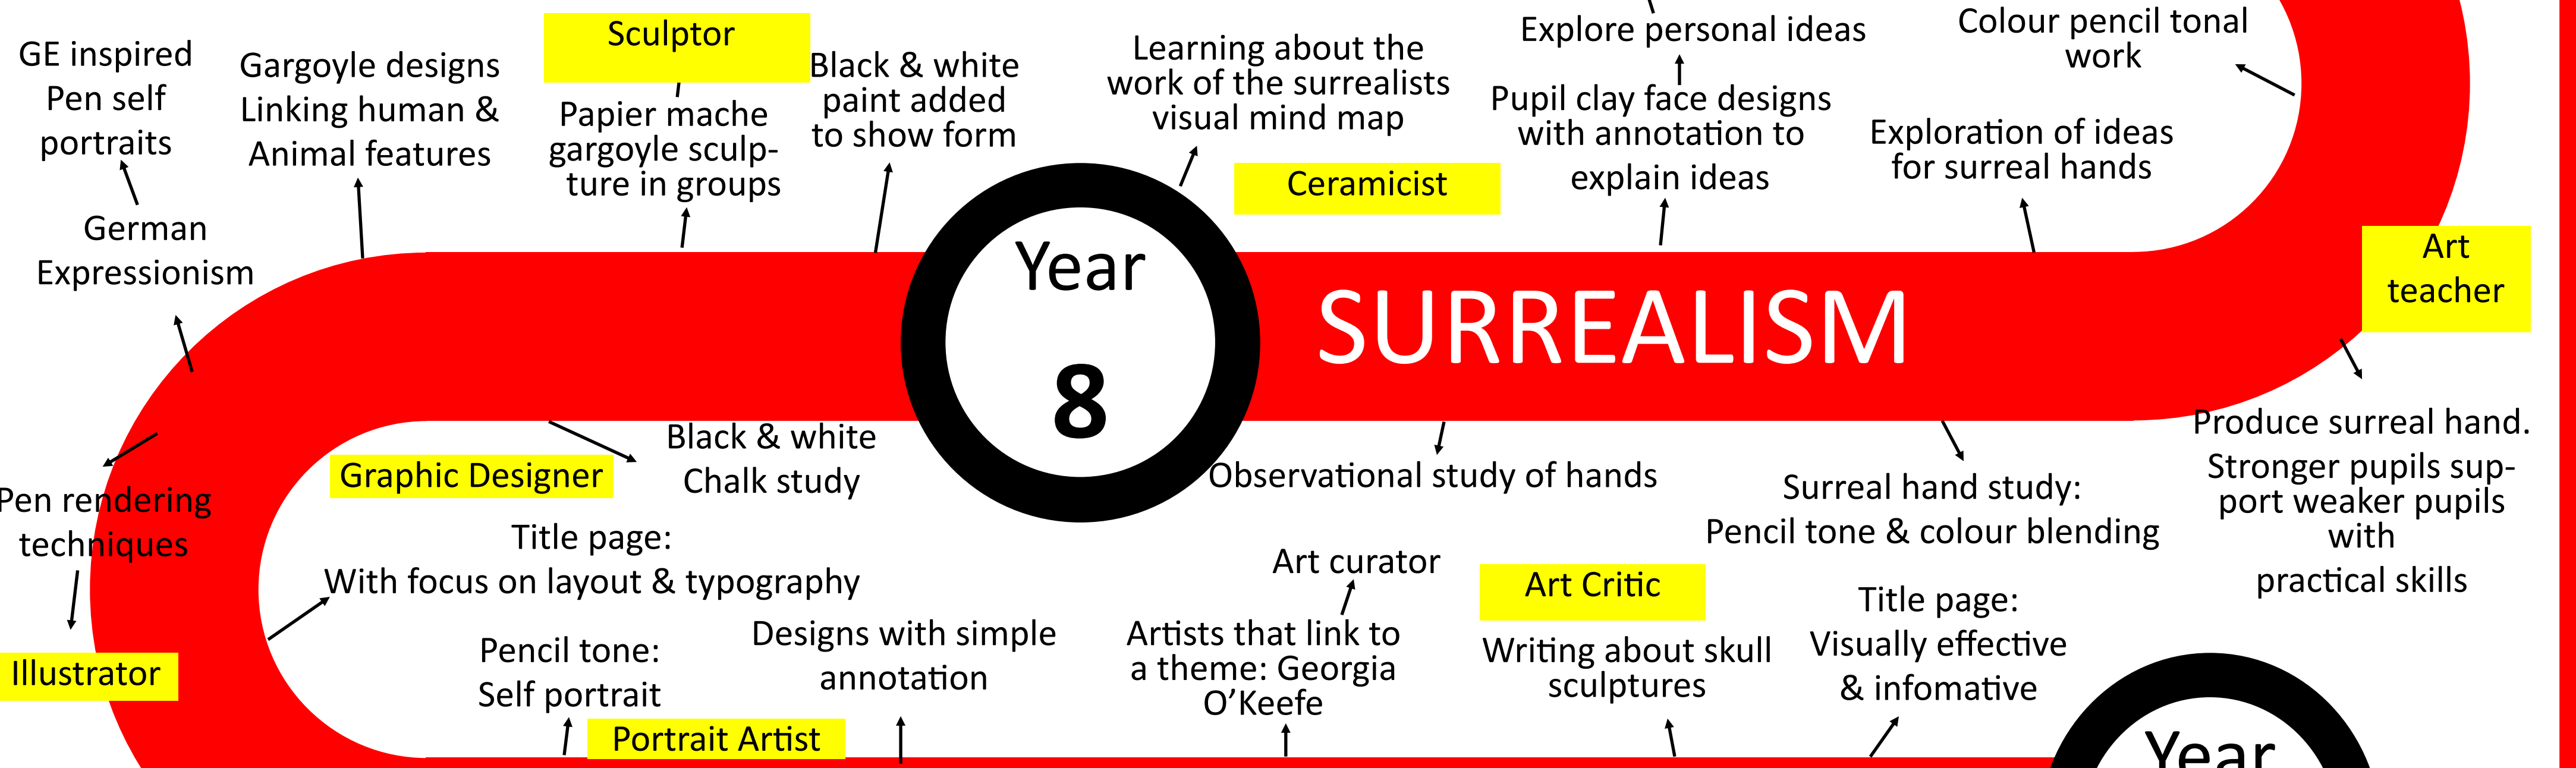 GE inspired
Pen self
portraits
German
Expressionism
Gargoyle designs
Linking human &
Animal features
Sculptor
Papier mache
gargoyle sculp-
ture in groups
Black & white
paint added
to show form
Learning about the
work of the surrealists
visual mind map
Ceramicist
Explore personal ideas
Pupil clay face designs
with annotation to
explain ideas
Colour pencil tonal
work
Exploration of ideas
for surreal hands
Art
teacher
Year
8
SURREALISM
Produce surreal hand.
Stronger pupils sup-
port weaker pupils
with
practical skills
Black & white
Chalk study
Graphic Designer
Observational study of hands
Surreal hand study:
Pencil tone & colour blending
Pen rendering
techniques
Illustrator
Title page:
With focus on layout & typography
Pencil tone:
Self portrait
Portrait Artist
Designs with simple
annotation
Art curator
Artists that link to
a theme: Georgia
O’Keefe
Art Critic
Writing about skull
sculptures
Title page:
Visually effective
& infomative
Year